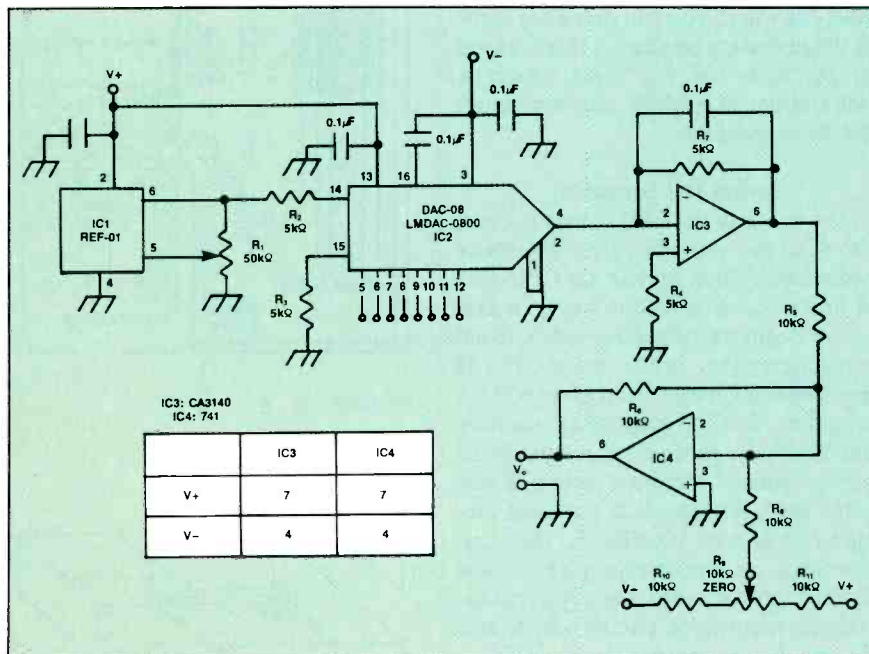 V+
V−
0.1µF
0.1µF
0.1µF
0.1µF
R₇
5kΩ
2
13
16
3
6
14
R₂
5kΩ
IC1
REF-01
5
R₁
50kΩ
4
15
R₃
5kΩ
DAC-08
LMDAC-0800
IC2
4
2
1
5 6 7 8 9 10 11 12
2
−
IC3
6
3
+
R₄
5kΩ
R₅
10kΩ
R₆
10kΩ
6
−
2
IC4
3
+
Vₒ
R₈
10kΩ
R₉
10kΩ
ZERO
V−
R₁₀
10kΩ
R₁₁
10kΩ
V+
IC3: CA3140
IC4: 741
IC3 IC4
V+ 7 7
V− 4 4